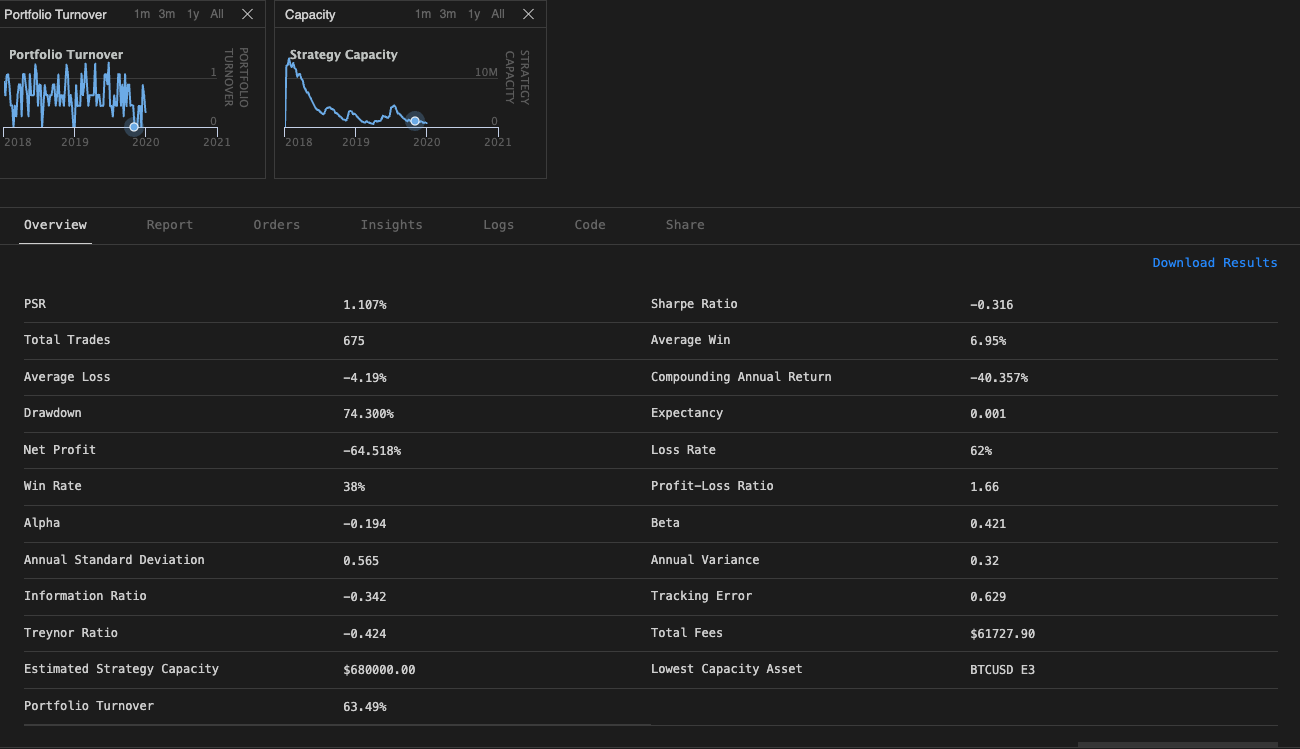 Portfolio Turnover 1m 3m 1y All
Portfolio Turnover
PORTFOLIO
TURNOVER
1
0
2018 2019 2020 2021
Capacity 1m 3m 1y All
Strategy Capacity
STRATEGY
CAPACITY
10M
0
2018 2019 2020 2021
Overview Report Orders Insights Logs Code Share
Download Results
PSR 1.107% Sharpe Ratio -0.316
Total Trades 675 Average Win 6.95%
Average Loss -4.19% Compounding Annual Return -40.357%
Drawdown 74.300% Expectancy 0.001
Net Profit -64.518% Loss Rate 62%
Win Rate 38% Profit-Loss Ratio 1.66
Alpha -0.194 Beta 0.421
Annual Standard Deviation 0.565 Annual Variance 0.32
Information Ratio -0.342 Tracking Error 0.629
Treynor Ratio -0.424 Total Fees $61727.90
Estimated Strategy Capacity $680000.00 Lowest Capacity Asset BTCUSD E3
Portfolio Turnover 63.49%